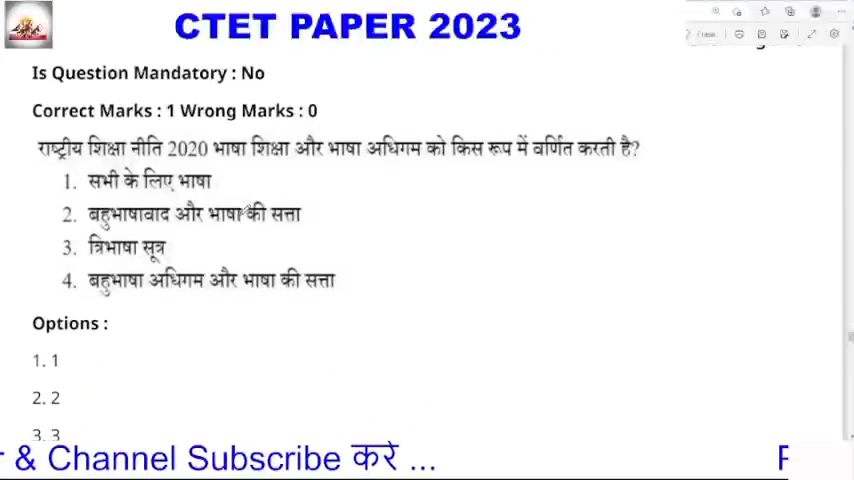 CTET PAPER 2023
Is Question Mandatory : No
Correct Marks : 1 Wrong Marks : 0
राष्ट्रीय शिक्षा नीति 2020 भाषा शिक्षा और भाषा अधिगम को किस रूप में वर्णित करती है?
1. सभी के लिए भाषा
2. बहुभाषावाद और भाषा की सत्ता
3. त्रिभाषा सूत्र
4. बहुभाषा अधिगम और भाषा की सत्ता
Options :
1. 1
2. 2
3. 3
& Channel Subscribe करे ...